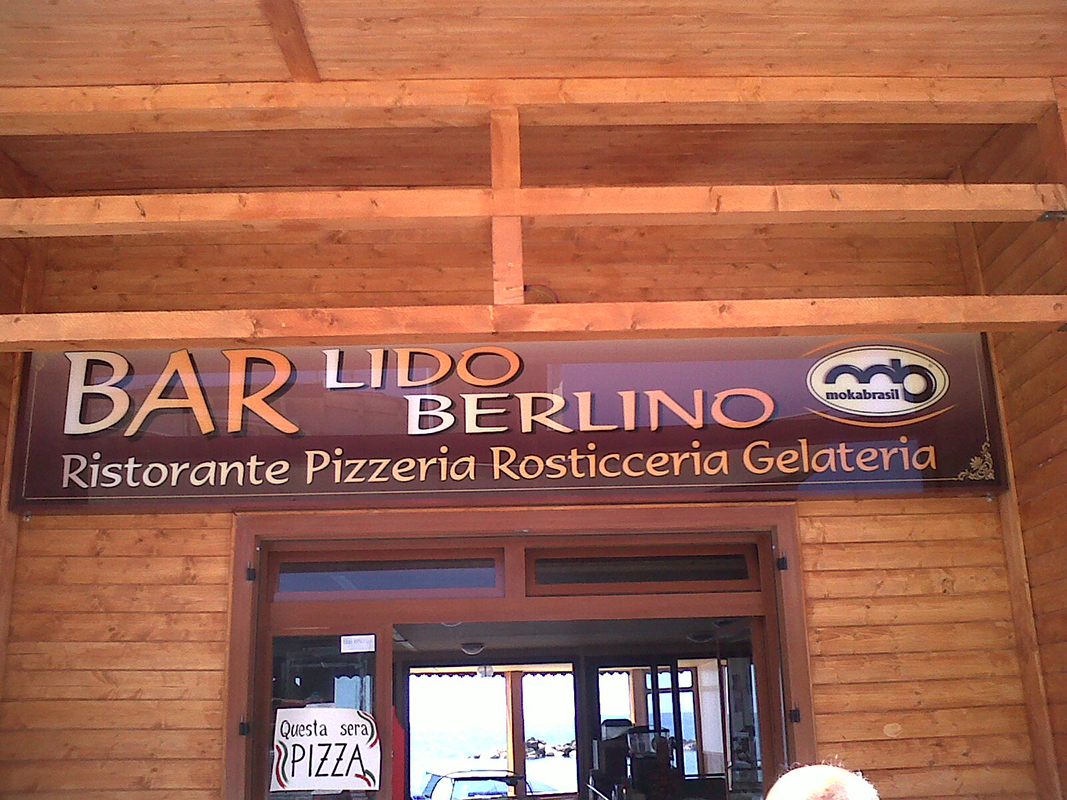 BAR LIDO
BERLINO
mokabrasil
Ristorante Pizzeria Rosticceria Gelateria
Questa sera
PIZZA